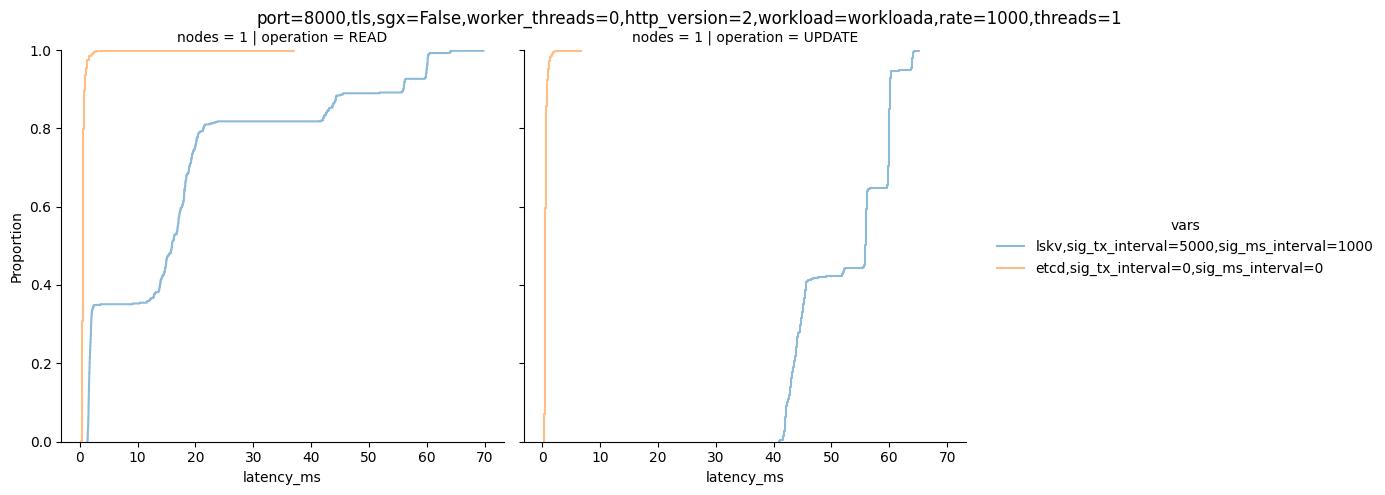 port=8000,tls,sgx=False,worker_threads=0,http_version=2,workload=workloada,rate=1000,threads=1
nodes = 1 | operation = READ
nodes = 1 | operation = UPDATE
1.0
0.8
0.6
0.4
0.2
0.0
Proportion
0 10 20 30 40 50 60 70
latency_ms
0 10 20 30 40 50 60 70
latency_ms
vars
lskv,sig_tx_interval=5000,sig_ms_interval=1000
etcd,sig_tx_interval=0,sig_ms_interval=0